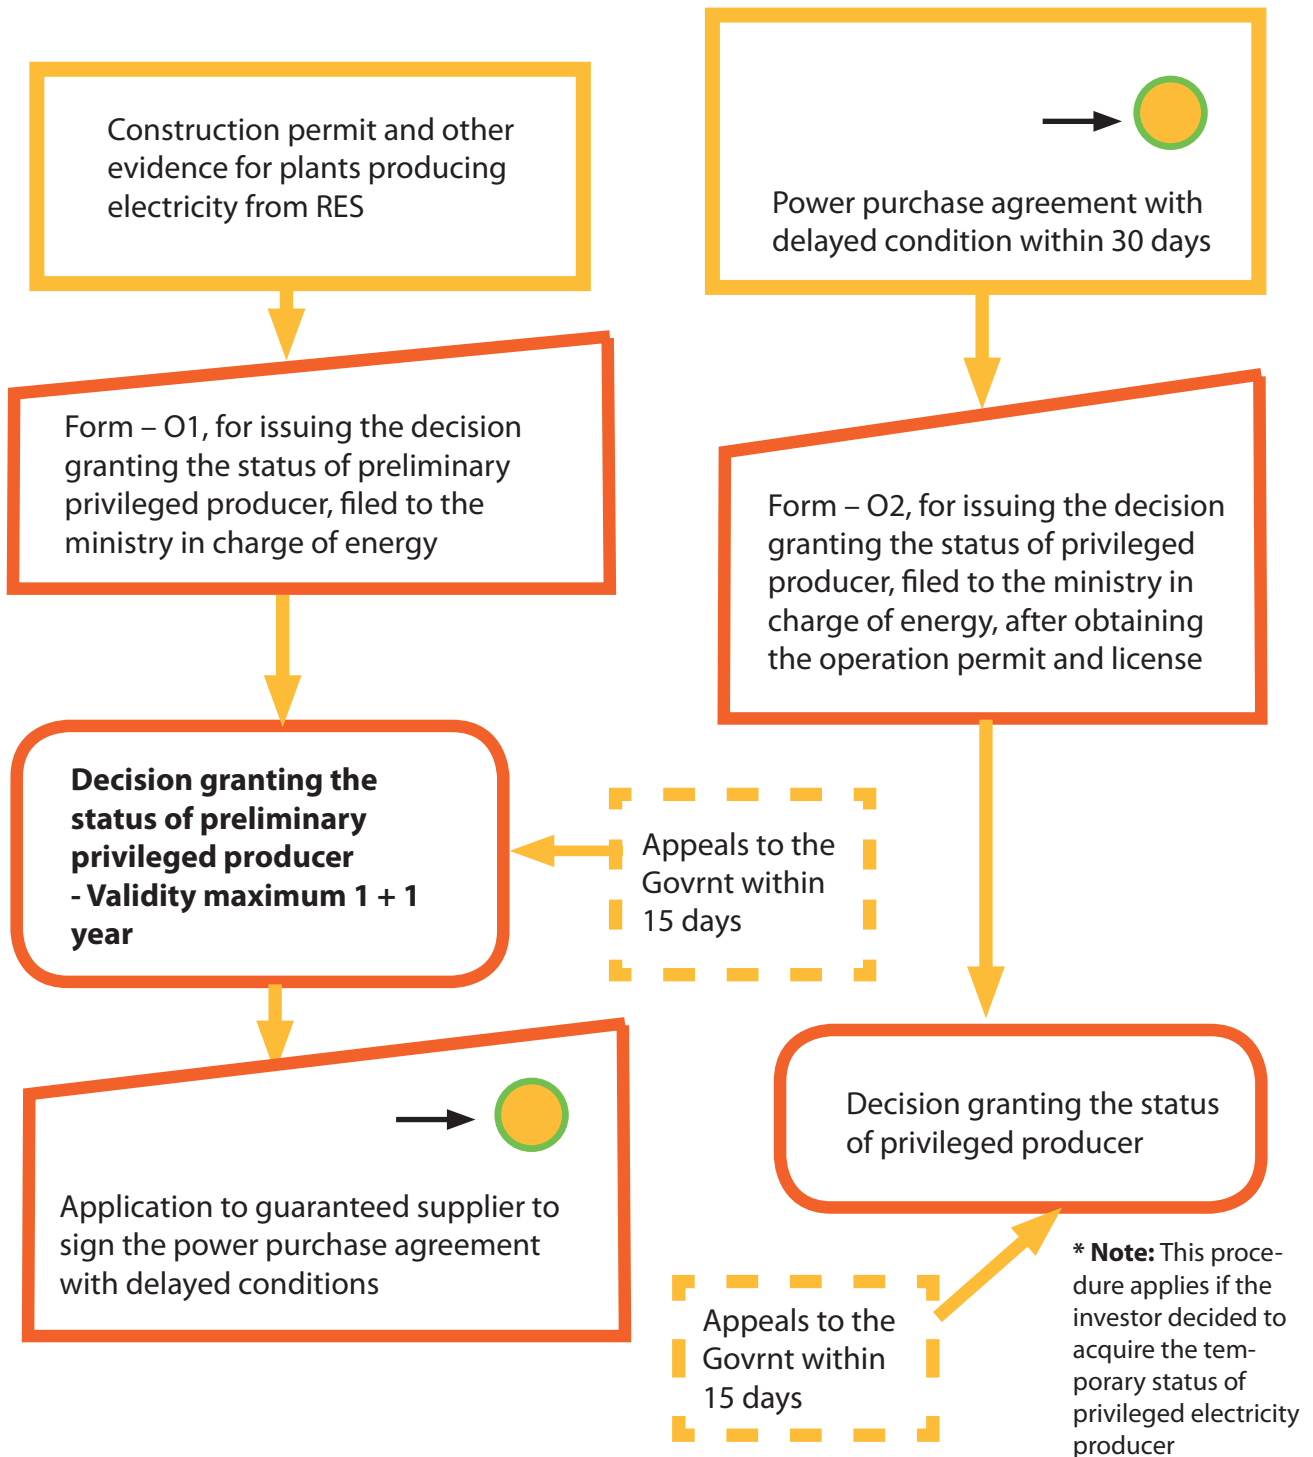 Construction permit and other
evidence for plants producing
electricity from RES
Form – O1, for issuing the decision
granting the status of preliminary
privileged producer, filed to the
ministry in charge of energy
Decision granting the
status of preliminary
privileged producer
- Validity maximum 1 + 1
year
Appeals to the
Govrnt within
15 days
Application to guaranteed supplier to
sign the power purchase agreement
with delayed conditions
Power purchase agreement with
delayed condition within 30 days
Form – O2, for issuing the decision
granting the status of privileged
producer, filed to the ministry in
charge of energy, after obtaining
the operation permit and license
Decision granting the status
of privileged producer
Appeals to the
Govrnt within
15 days
* Note: This proce-
dure applies if the
investor decided to
acquire the tem-
porary status of
privileged electricity
producer